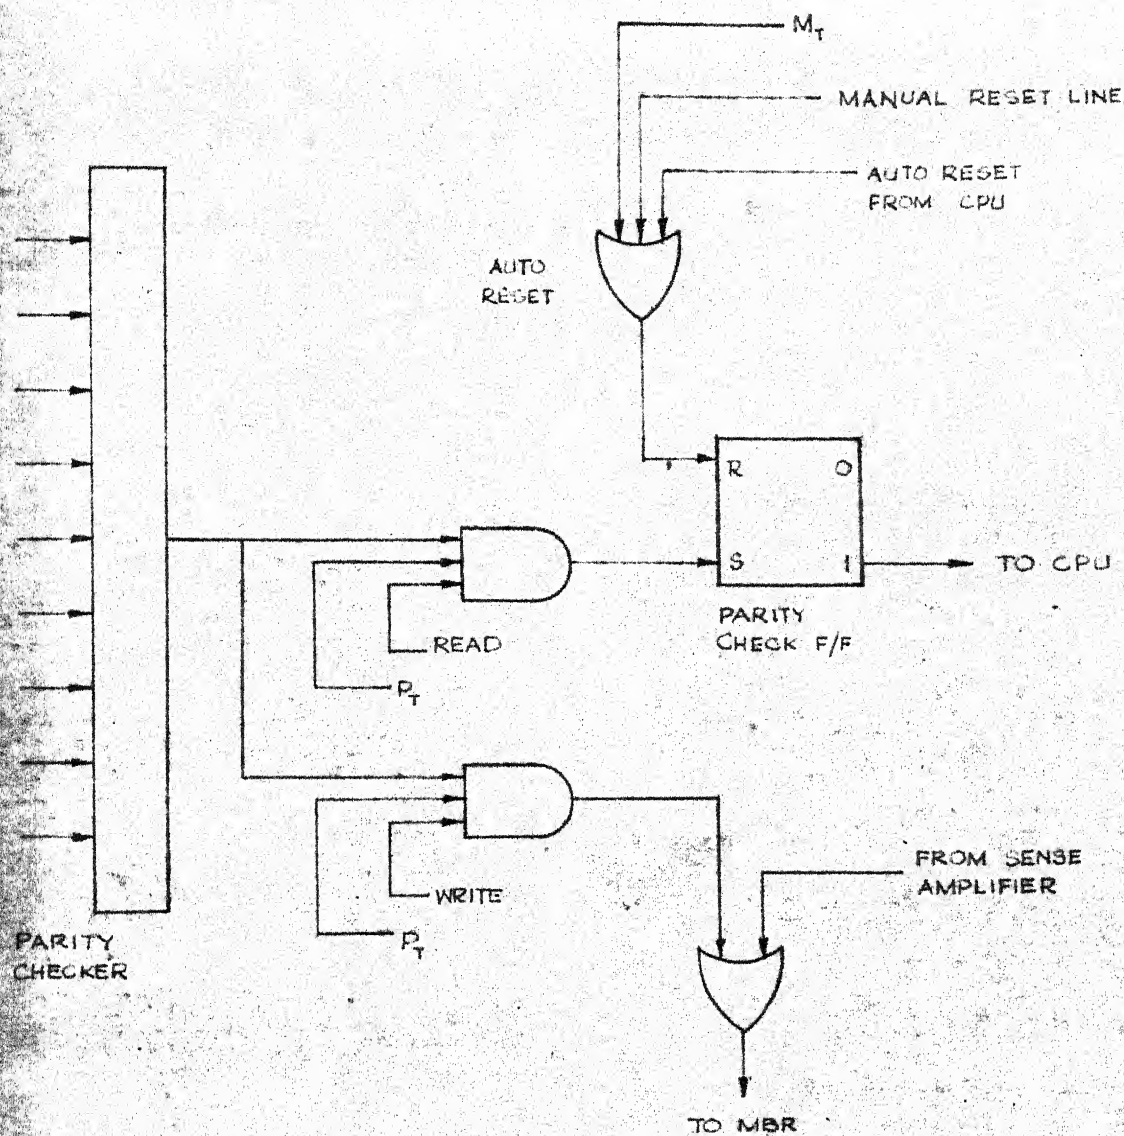 M_T
MANUAL RESET LINE
AUTO RESET
FROM CPU
AUTO
RESET
R
O
S
I
TO CPU
PARITY
CHECK F/F
READ
P_T
WRITE
P_T
FROM SENSE
AMPLIFIER
PARITY
CHECKER
TO MBR